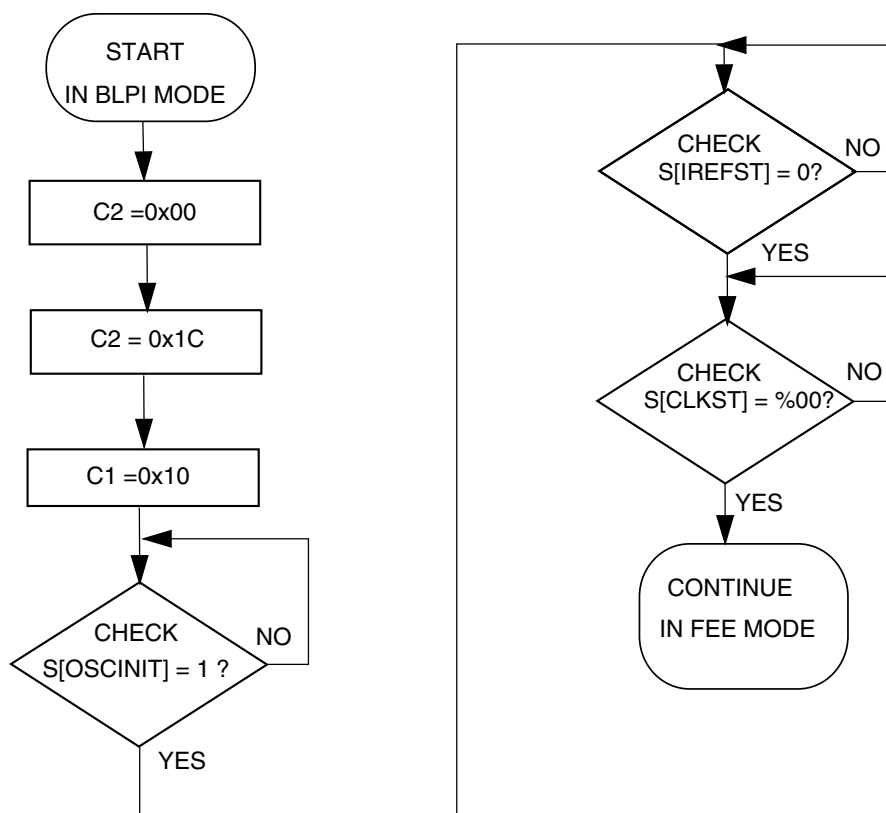 START
IN BLPI MODE
C2 =0x00
C2 = 0x1C
C1 =0x10
CHECK
S[OSCINIT] = 1 ?
NO
YES
CHECK
S[IREFST] = 0?
NO
YES
CHECK
S[CLKST] = %00?
NO
YES
CONTINUE
IN FEE MODE